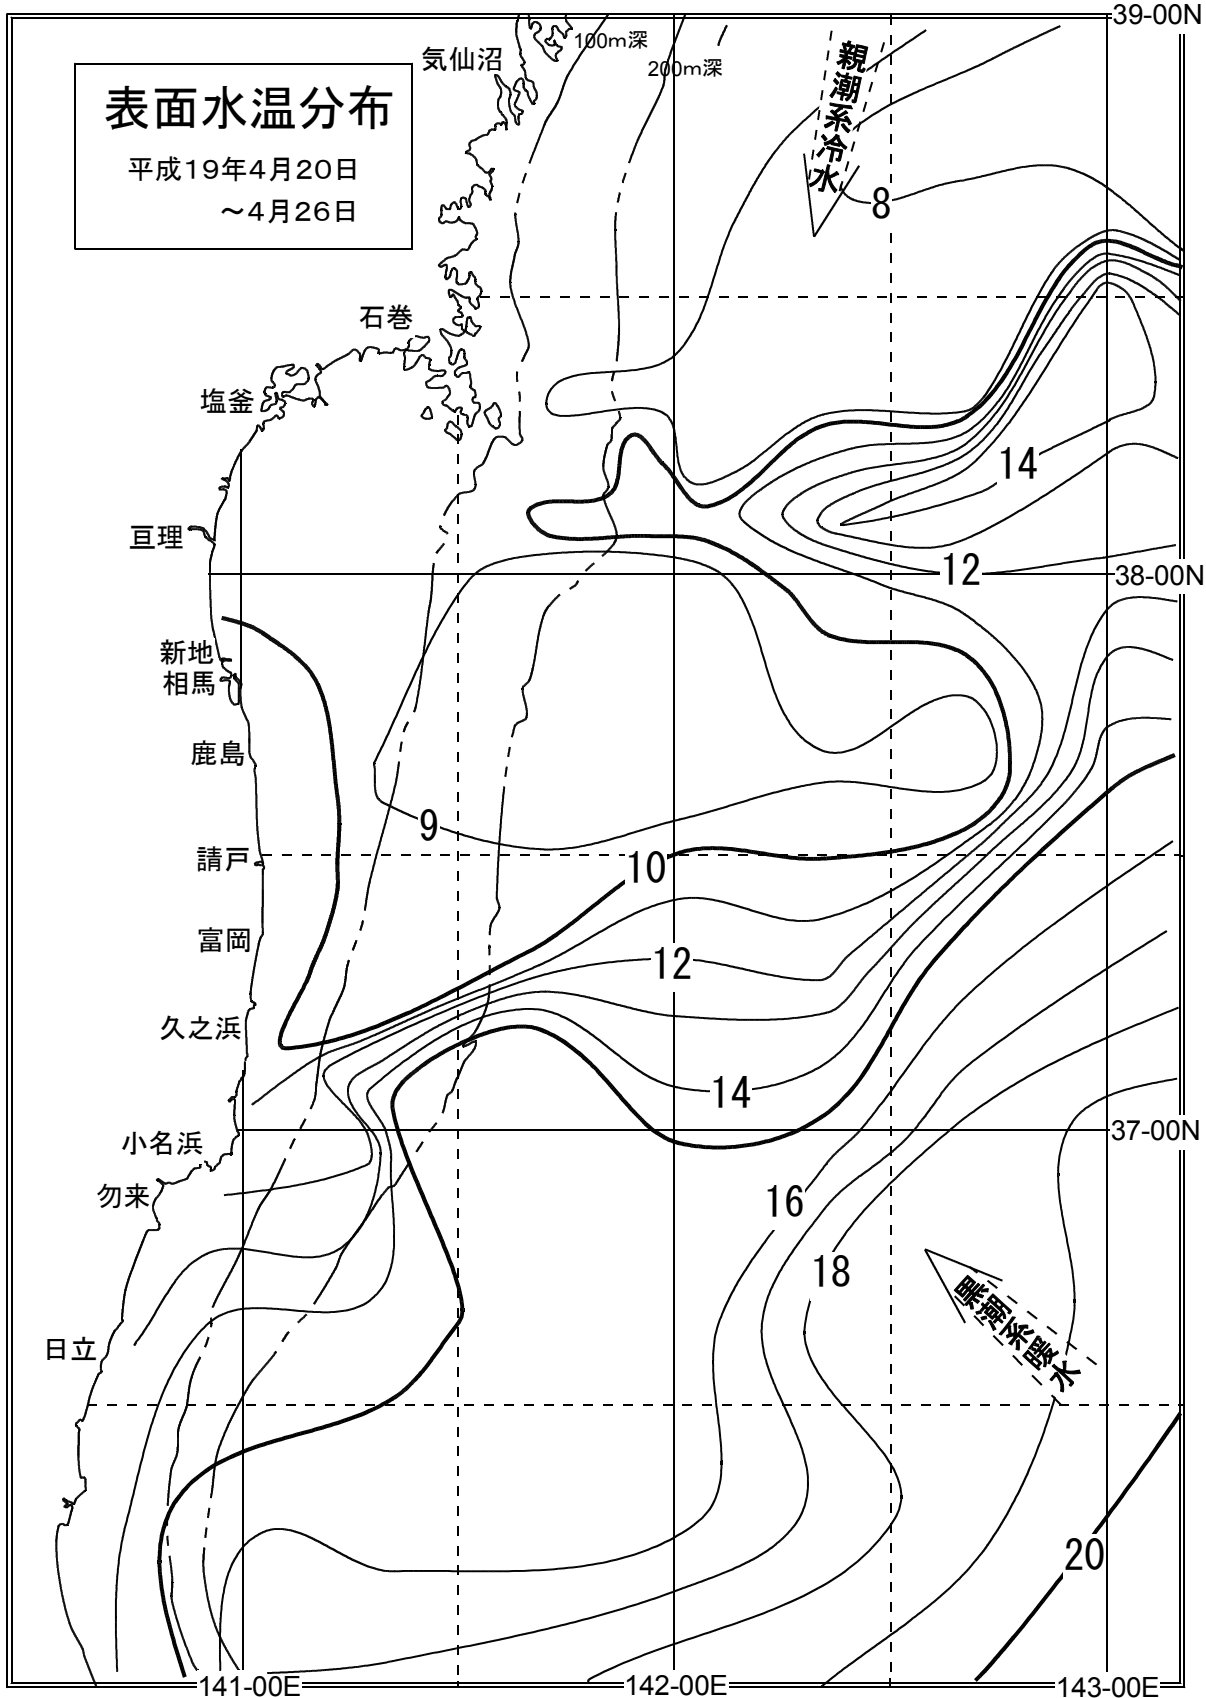 39-00N
気仙沼
100m深
200m深
表面水温分布
平成19年4月20日
～4月26日
親潮系冷水
8
石巻
塩釜
14
亘理
12
38-00N
新地
相馬
鹿島
9
請戸
10
富岡
12
久之浜
14
37-00N
小名浜
勿来
16
18
黒潮系暖水
日立
20
141-00E
142-00E
143-00E